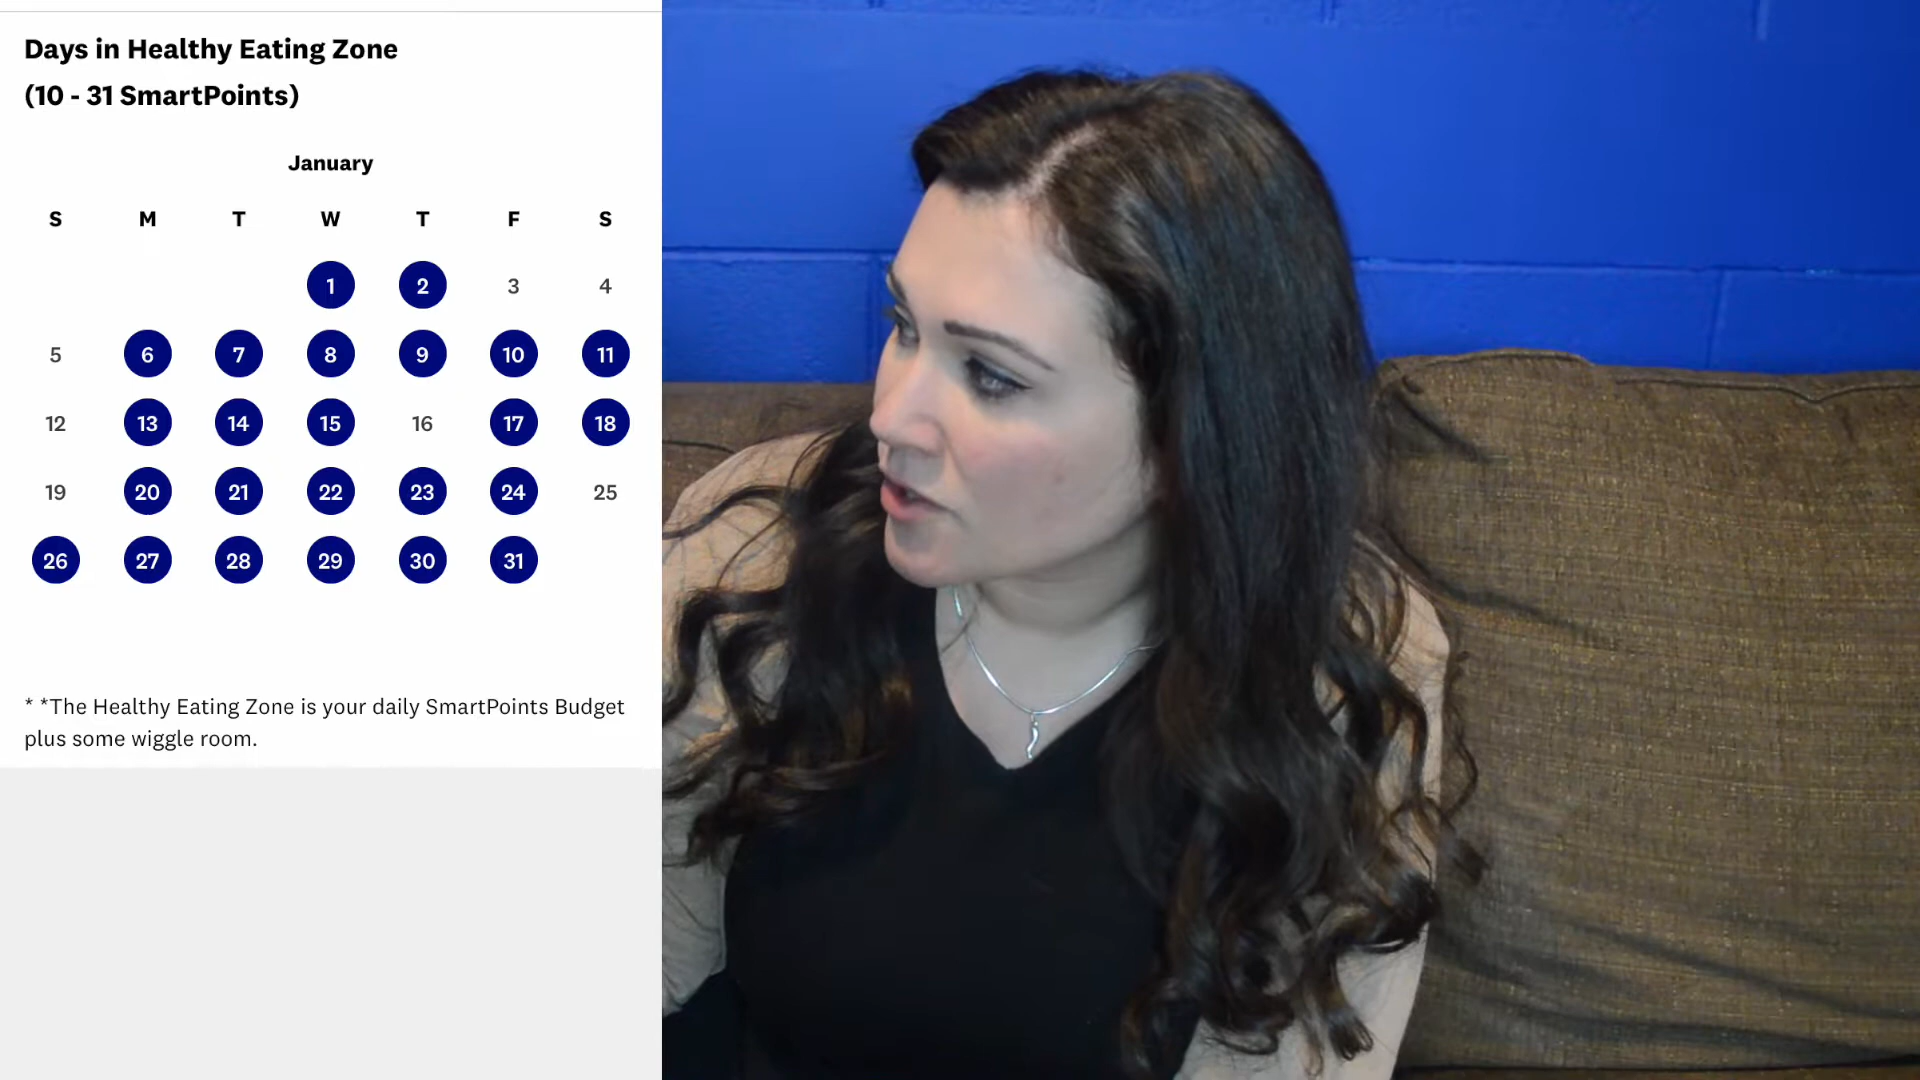 Days in Healthy Eating Zone
(10 - 31 SmartPoints)
January
S M T W T F S
1 2 3 4
5 6 7 8 9 10 11
12 13 14 15 16 17 18
19 20 21 22 23 24 25
26 27 28 29 30 31
* *The Healthy Eating Zone is your daily SmartPoints Budget
plus some wiggle room.